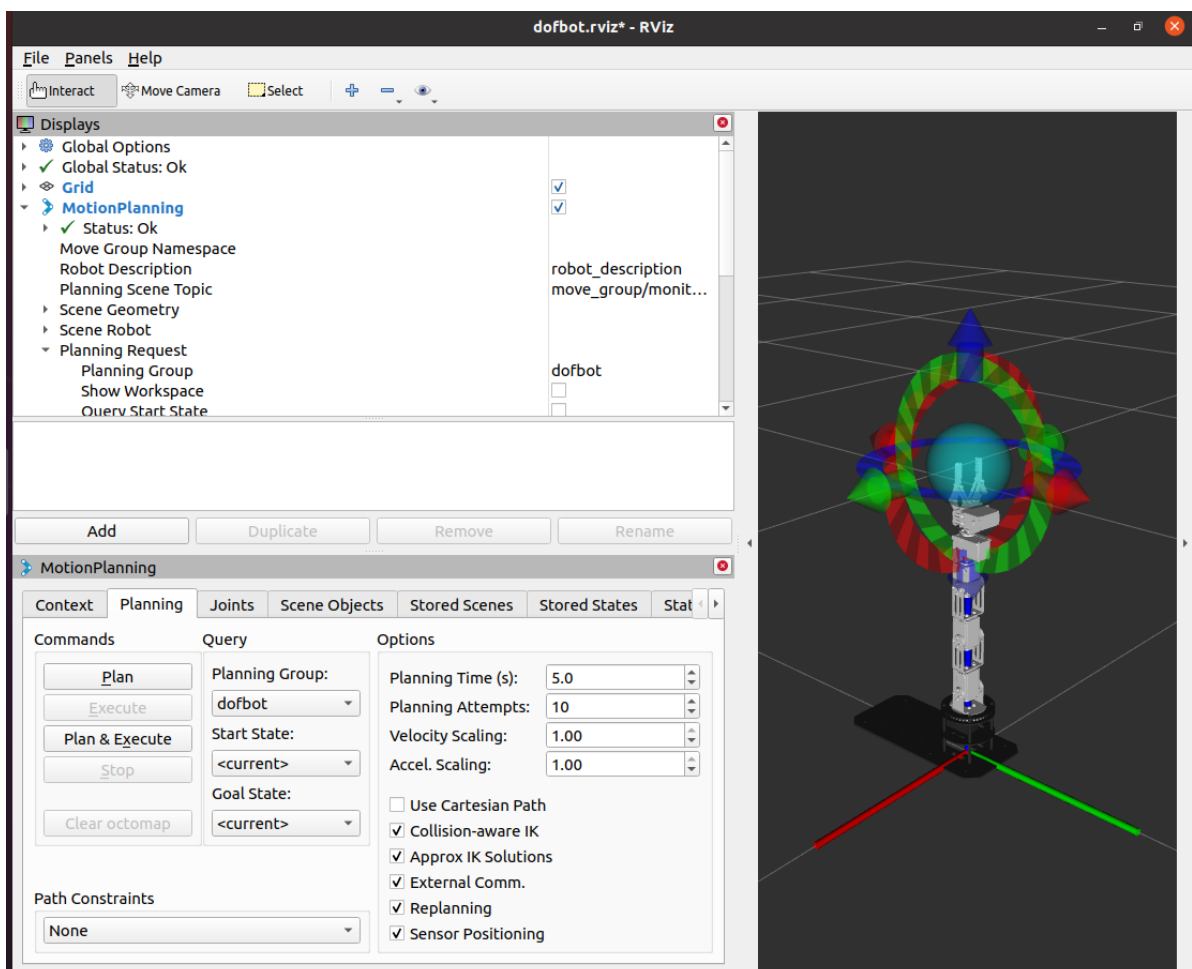 dofbot.rviz* - RViz
File Panels Help
Interact Move Camera Select
Displays
Global Options
Global Status: Ok
Grid
MotionPlanning
Status: Ok
Move Group Namespace
Robot Description robot_description
Planning Scene Topic move_group/monit...
Scene Geometry
Scene Robot
Planning Request
Planning Group dofbot
Show Workspace
Query Start State
Add Duplicate Remove Rename
MotionPlanning
Context Planning Joints Scene Objects Stored Scenes Stored States Stat
Commands Query Options
Plan Planning Group: Planning Time (s): 5.0
Execute dofbot Planning Attempts: 10
Plan & Execute Start State: Velocity Scaling: 1.00
Stop <current> Accel. Scaling: 1.00
Goal State:
Use Cartesian Path
Clear octomap <current> Collision-aware IK
Approx IK Solutions
External Comm.
Path Constraints Replanning
None Sensor Positioning